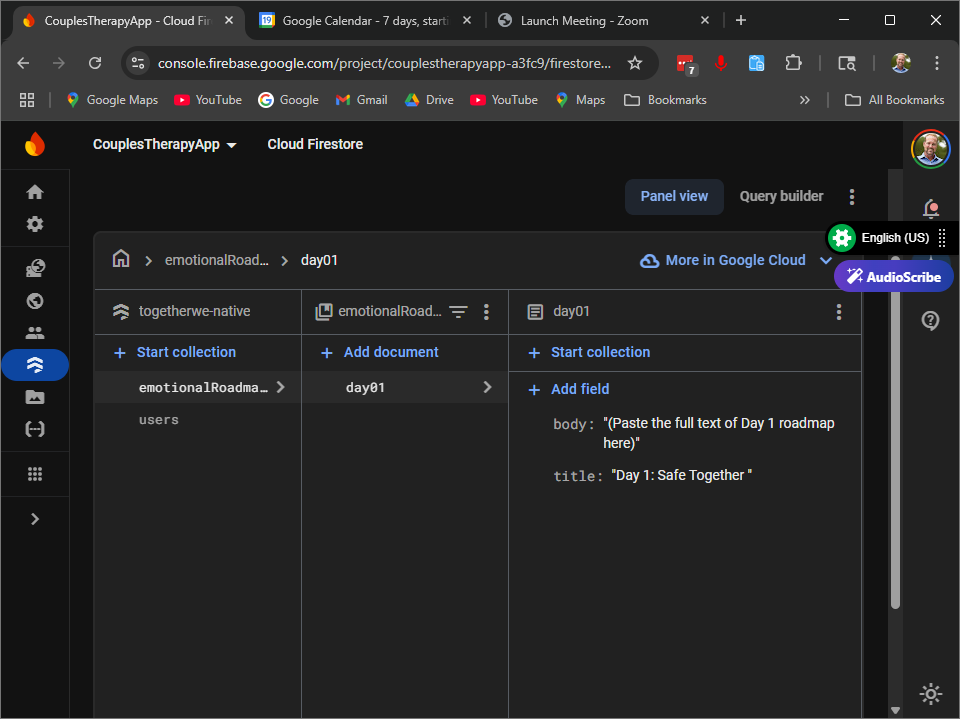 CouplesTherapyApp - Cloud Fir
Google Calendar - 7 days, starti
Launch Meeting - Zoom
console.firebase.google.com/project/couplestherapyapp-a3fc9/firestore...
7
Google Maps
YouTube
Google
Gmail
Drive
YouTube
Maps
Bookmarks
All Bookmarks
CouplesTherapyApp
Cloud Firestore
Panel view
Query builder
English (US)
AudioScribe
emotionalRoad...
day01
More in Google Cloud
togetherwe-native
emotionalRoad...
day01
Start collection
Add document
Start collection
emotionalRoadma...
day01
Add field
users
body: "(Paste the full text of Day 1 roadmap
here)"
title: "Day 1: Safe Together "